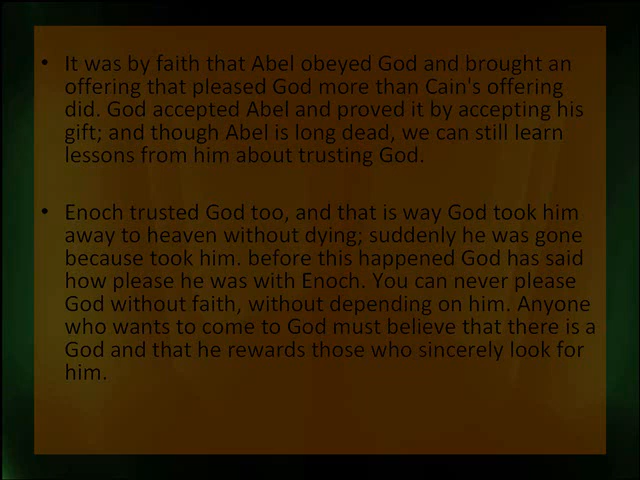 • It was by faith that Abel obeyed God and brought an
offering that pleased God more than Cain's offering
did. God accepted Abel and proved it by accepting his
gift; and though Abel is long dead, we can still learn
lessons from him about trusting God.
• Enoch trusted God too, and that is way God took him
away to heaven without dying; suddenly he was gone
because took him. before this happened God has said
how please he was with Enoch. You can never please
God without faith, without depending on him. Anyone
who wants to come to God must believe that there is a
God and that he rewards those who sincerely look for
him.